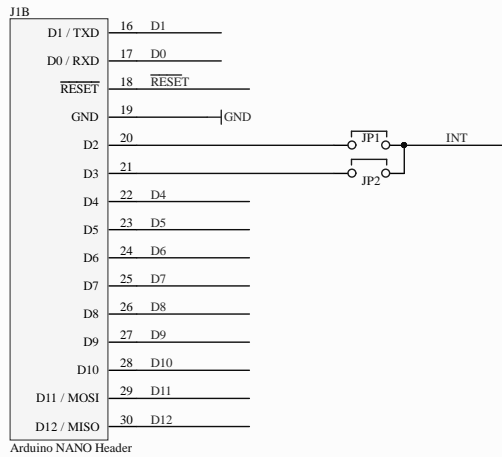 J1B
D1 / TXD 16 D1
D0 / RXD 17 D0
RESET 18 RESET
GND 19 GND
D2 20 JP1 INT
D3 21 JP2
D4 22 D4
D5 23 D5
D6 24 D6
D7 25 D7
D8 26 D8
D9 27 D9
D10 28 D10
D11 / MOSI 29 D11
D12 / MISO 30 D12
Arduino NANO Header